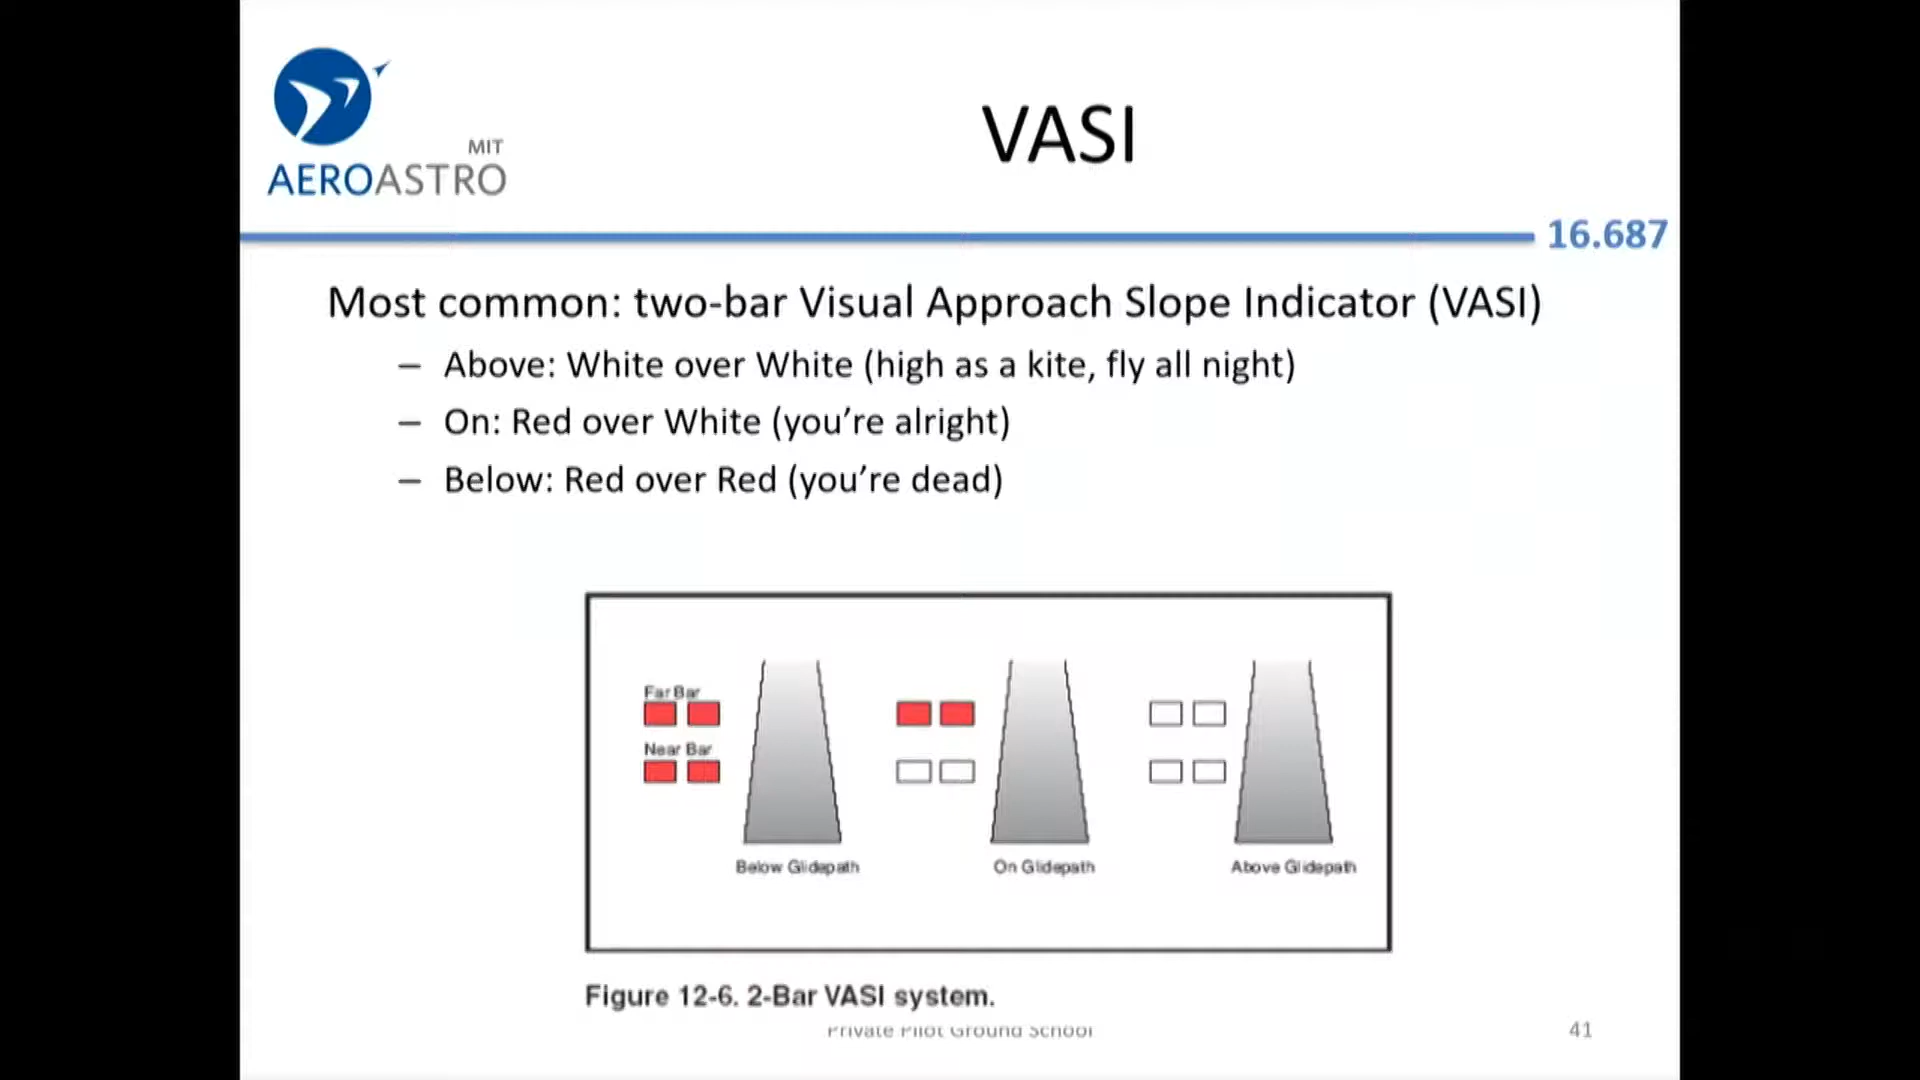 MIT
AEROASTRO
VASI
16.687
Most common: two-bar Visual Approach Slope Indicator (VASI)
– Above: White over White (high as a kite, fly all night)
– On: Red over White (you’re alright)
– Below: Red over Red (you’re dead)
Far Bar
Near Bar
Below Glidepath
On Glidepath
Above Glidepath
Figure 12-6. 2-Bar VASI system.
Private Pilot Ground School
41